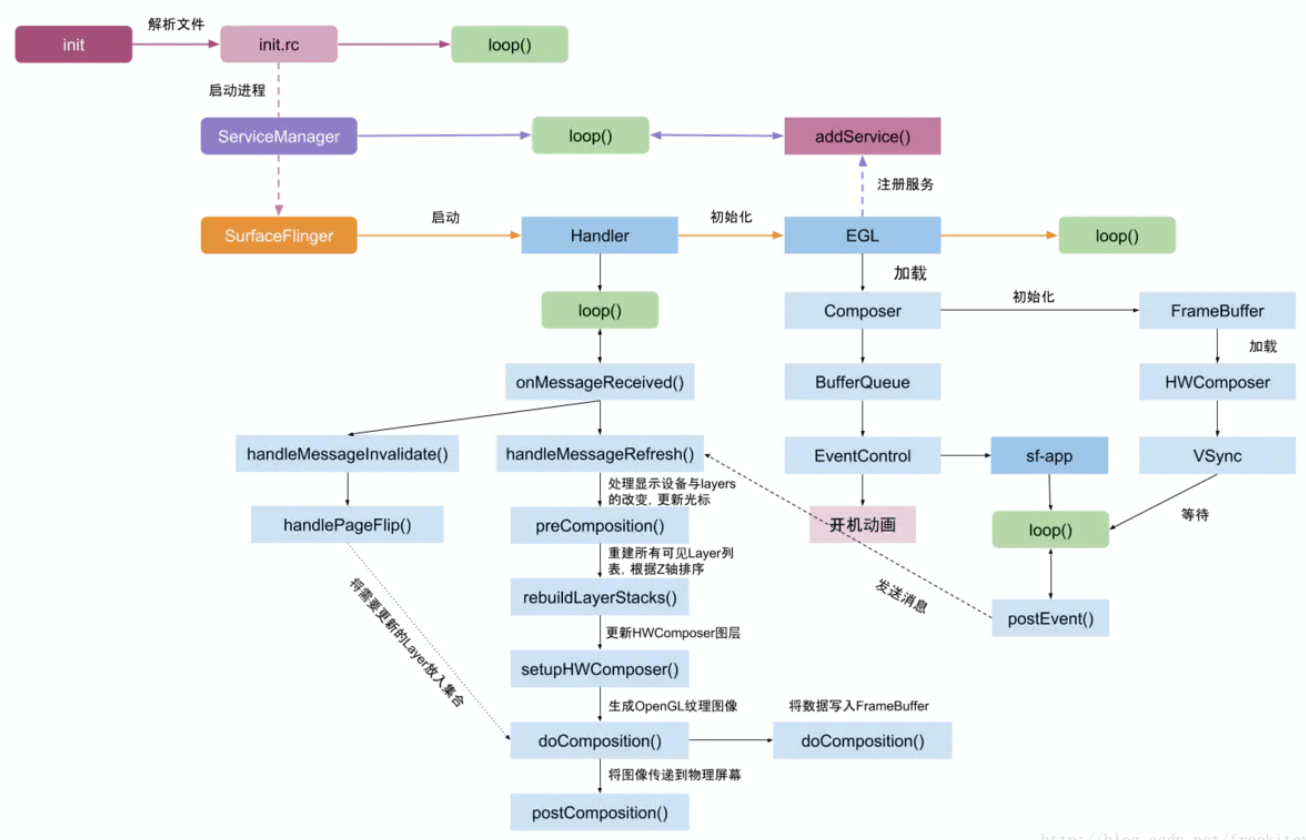 init
解析文件
init.rc
loop()
启动进程
ServiceManager
loop()
addService()
注册服务
SurfaceFlinger
启动
Handler
初始化
EGL
loop()
加载
loop()
Composer
初始化
FrameBuffer
加载
onMessageReceived()
BufferQueue
HWComposer
handleMessageInvalidate()
handleMessageRefresh()
EventControl
sf-app
VSync
处理显示设备与layers
的改变, 更新光标
handlePageFlip()
preComposition()
开机动画
loop()
等待
重建所有可见Layer列
表, 根据Z轴排序
将需要更新的Layer放入集合
rebuildLayerStacks()
发送消息
postEvent()
更新HWComposer图层
setupHWComposer()
生成OpenGL纹理图像
将数据写入FrameBuffer
doComposition()
doComposition()
将图像传递到物理屏幕
postComposition()